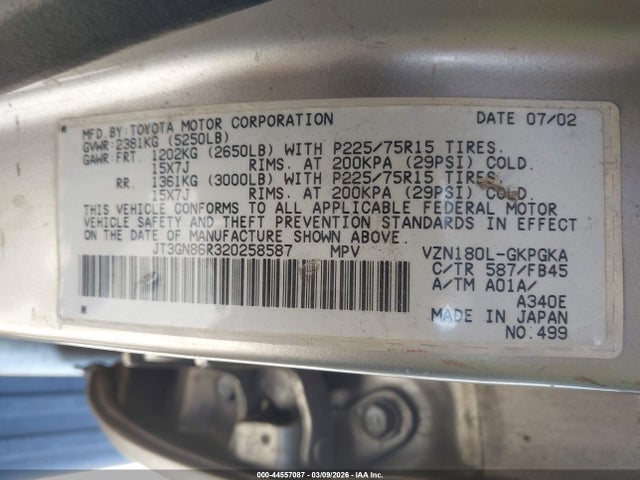 MFD.BY:TOYOTA MOTOR CORPORATION DATE 07/02
GVWR:2381KG (5250LB)
GAWR:FRT. 1202KG (2650LB) WITH P225/75R15 TIRES.
15X7J RIMS. AT 200KPA (29PSI) COLD.
RR. 1361KG (3000LB) WITH P225/75R15 TIRES.
15X7J RIMS. AT 200KPA (29PSI) COLD.
THIS VEHICLE CONFORMS TO ALL APPLICABLE FEDERAL MOTOR
VEHICLE SAFETY AND THEFT PREVENTION STANDARDS IN EFFECT
ON THE DATE OF MANUFACTURE SHOWN ABOVE.
JT3GN86R320258587 MPV VZN180L-GKPGKA
C/TR 587/FB45
A/TM A01A/
A340E
MADE IN JAPAN
NO.499
000-44557087 - 03/09/2026 - IAA Inc.